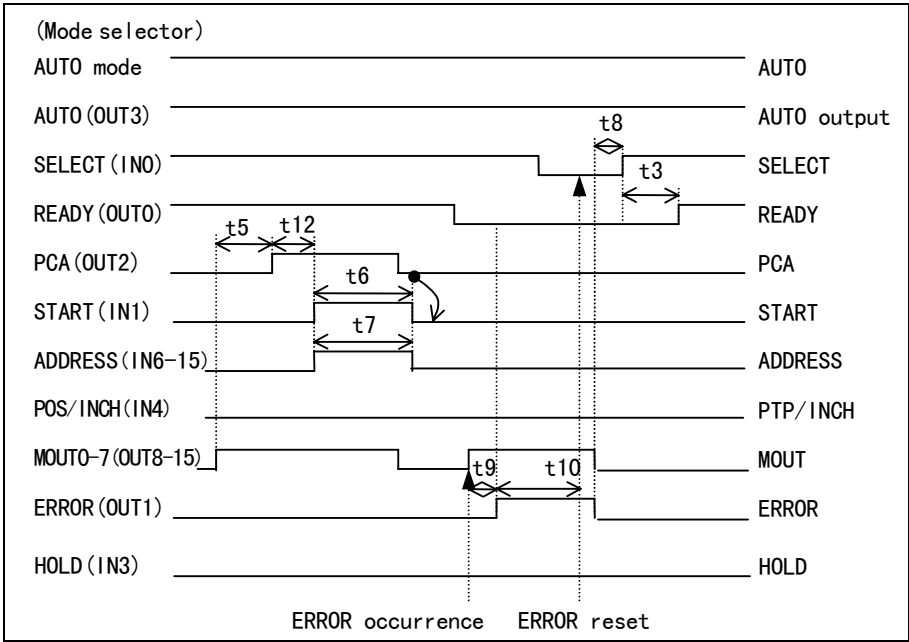 (Mode selector)
AUTO mode AUTO
AUTO(OUT3) AUTO output
t8
SELECT(IN0) SELECT
t3
READY(OUT0) READY
t5 t12
PCA(OUT2) PCA
t6
START(IN1) START
t7
ADDRESS(IN6-15) ADDRESS
POS/INCH(IN4) PTP/INCH
MOUT0-7(OUT8-15) MOUT
t9 t10
ERROR(OUT1) ERROR
HOLD(IN3) HOLD
ERROR occurrence ERROR reset